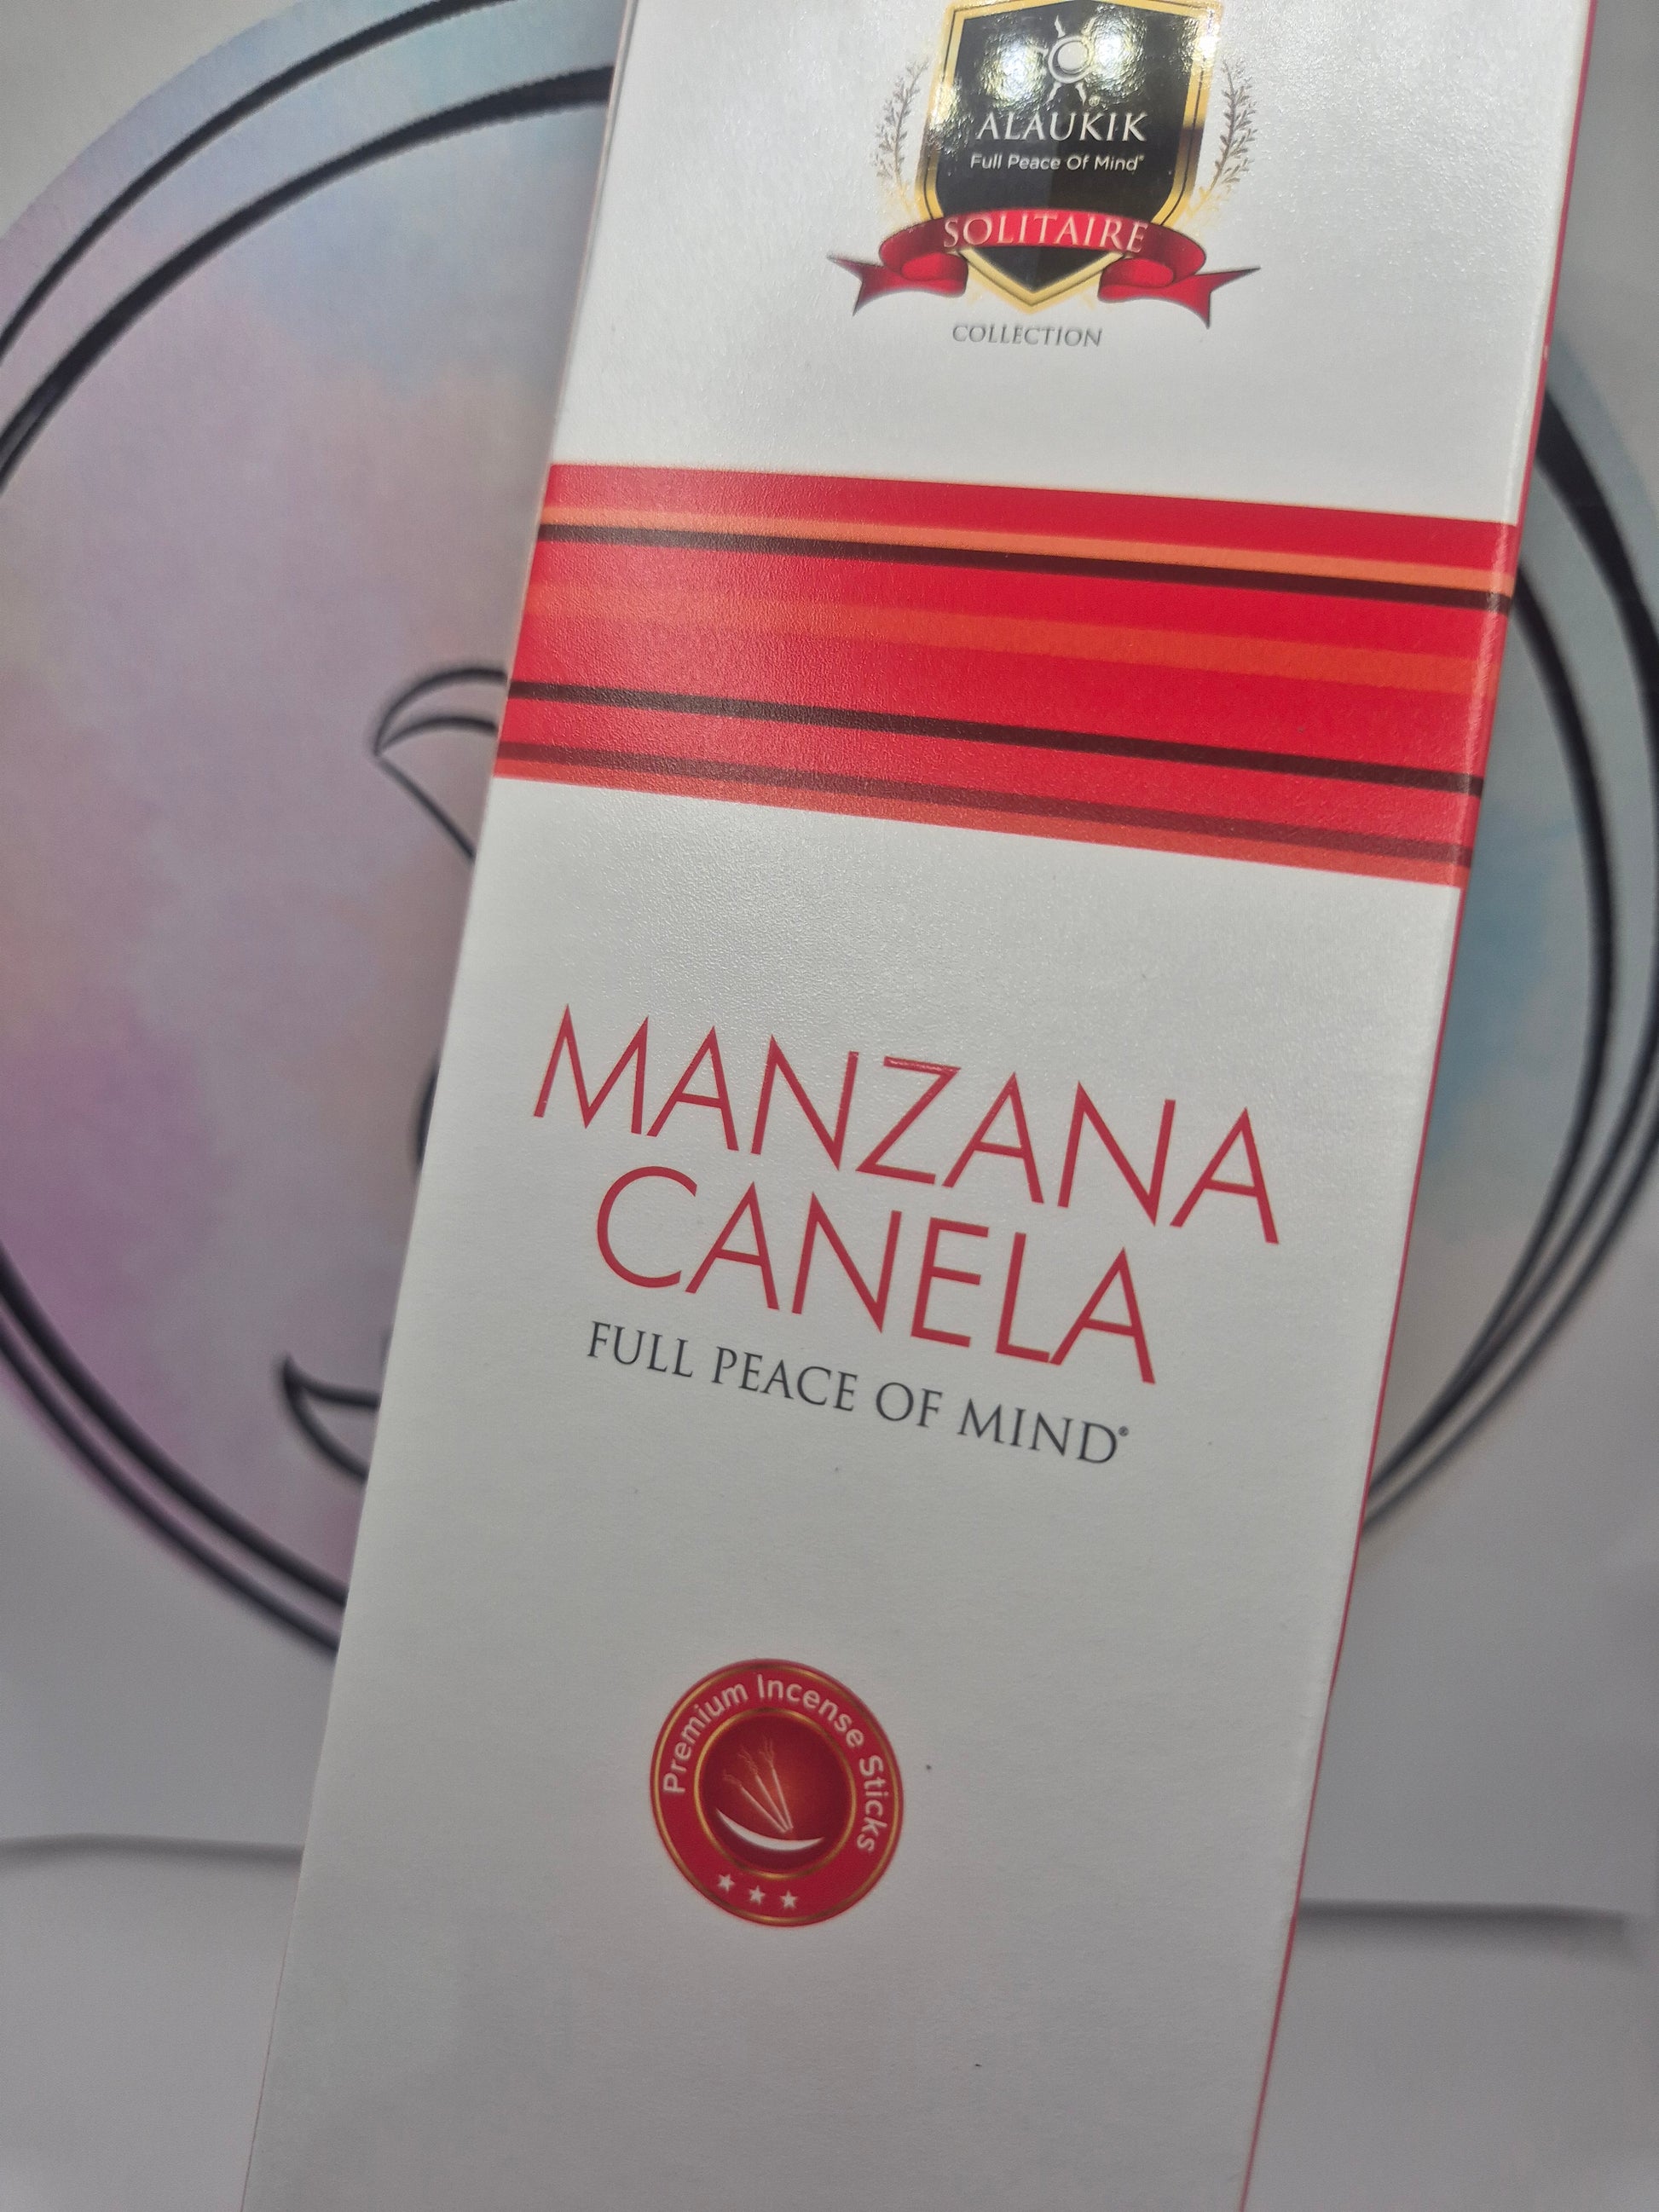 ALAUKIK
Full Peace Of Mind®
SOLITAIRE
COLLECTION
MANZANA
CANELA
FULL PEACE OF MIND®
Premium Incense Sticks